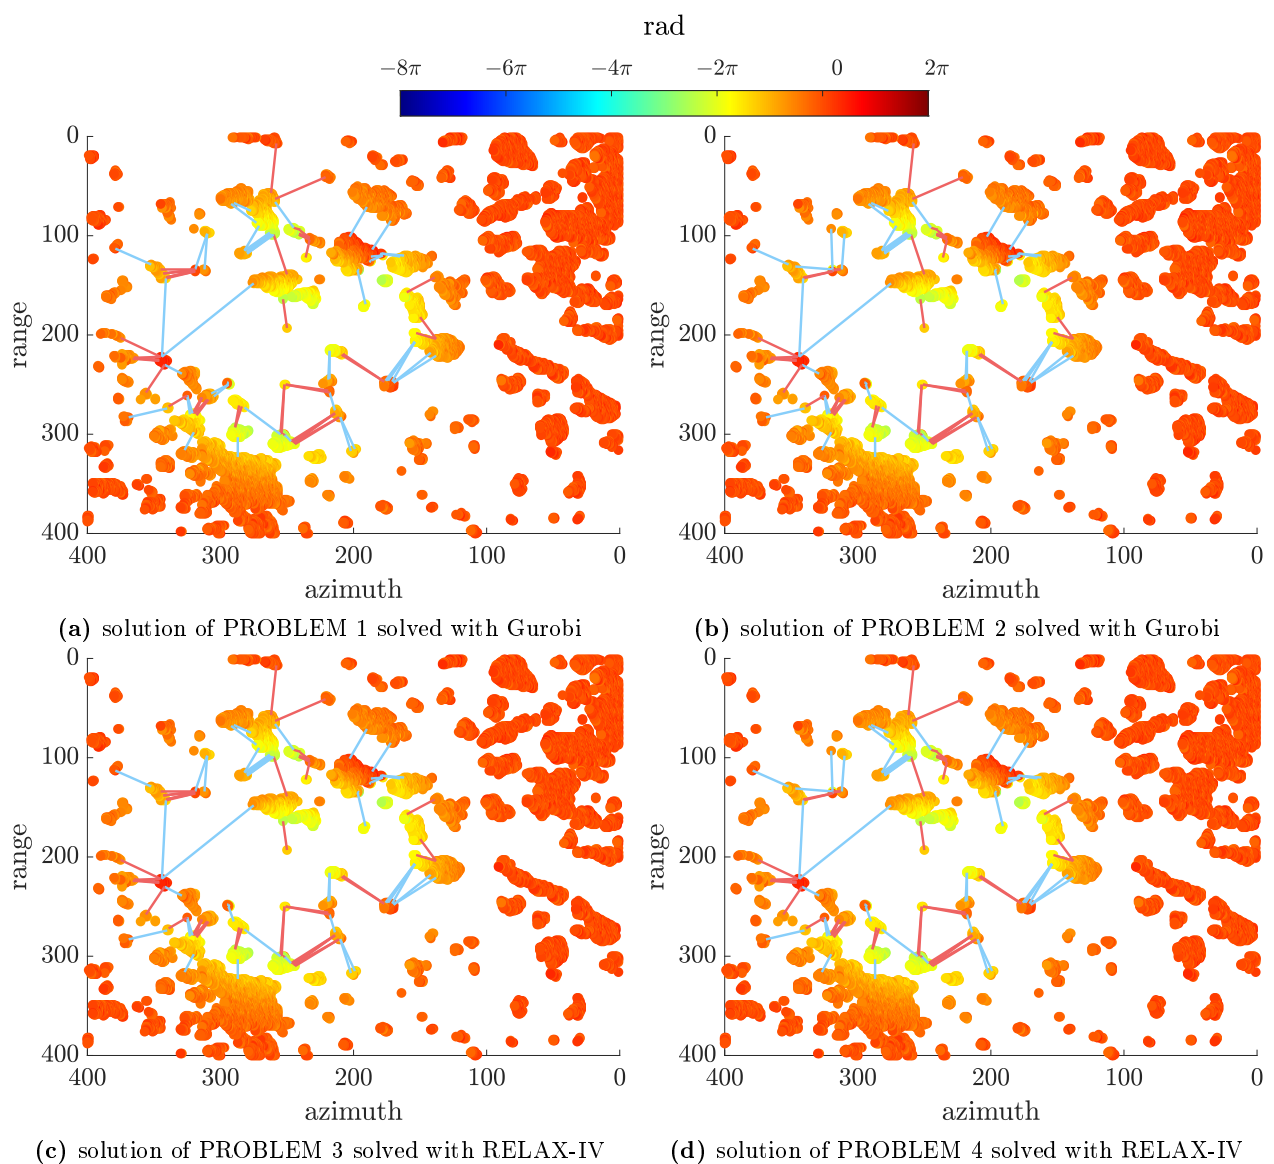 rad
−8π −6π −4π −2π 0 2π
0 0
100 100
range range
200 200
300 300
400 400
400 300 200 100 0 400 300 200 100 0
azimuth azimuth
(a) solution of PROBLEM 1 solved with Gurobi
(b) solution of PROBLEM 2 solved with Gurobi
0 0
100 100
range range
200 200
300 300
400 400
400 300 200 100 0 400 300 200 100 0
azimuth azimuth
(c) solution of PROBLEM 3 solved with RELAX-IV
(d) solution of PROBLEM 4 solved with RELAX-IV